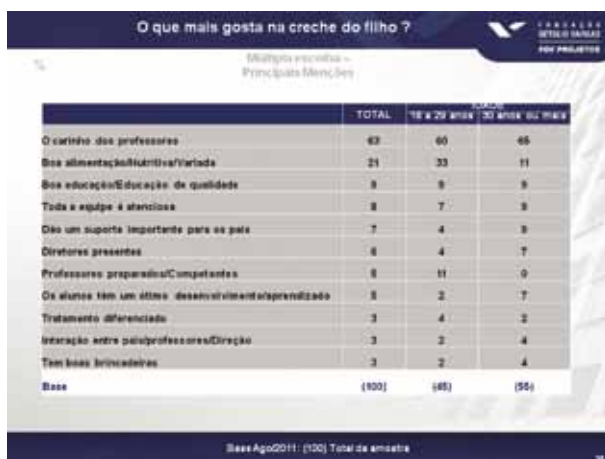 O que mais gosta na creche do filho ?
FUNDAÇÃO
GETULIO VARGAS
FGV PROJETOS
%
Múltipla escolha –
Principais Menções
IDADE
TOTAL 18 a 29 anos 30 anos ou mais
O carinho dos professores 63 60 65
Boa alimentação/Nutritiva/Variada 21 33 11
Boa educação/Educação de qualidade 9 9 9
Toda a equipe é atenciosa 8 7 9
Dão um suporte importante para os pais 7 4 9
Diretores presentes 6 4 7
Professores preparados/Competentes 5 11 0
Os alunos têm um ótimo desenvolvimento/aprendizado 5 2 7
Tratamento diferenciado 3 4 2
Interação entre pais/professores/Direção 3 2 4
Tem boas brincadeiras 3 2 4
Base (100) (45) (55)
Base Ago/2011: (100) Total da amostra